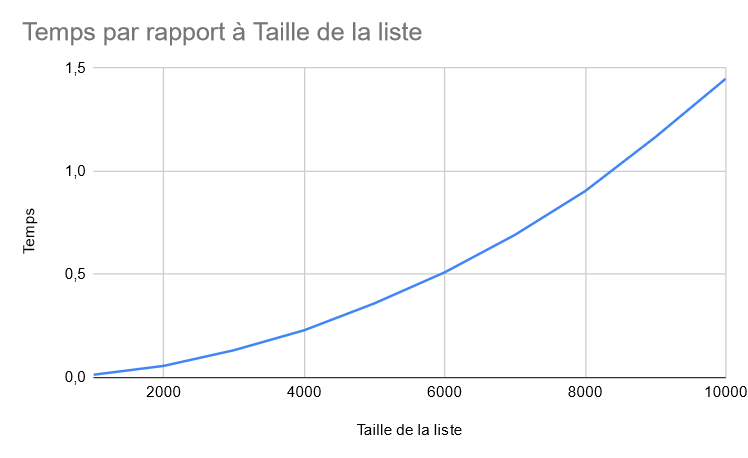 Temps par rapport à Taille de la liste
1,5
1,0
0,5
0,0
Temps
2000 4000 6000 8000 10000
Taille de la liste